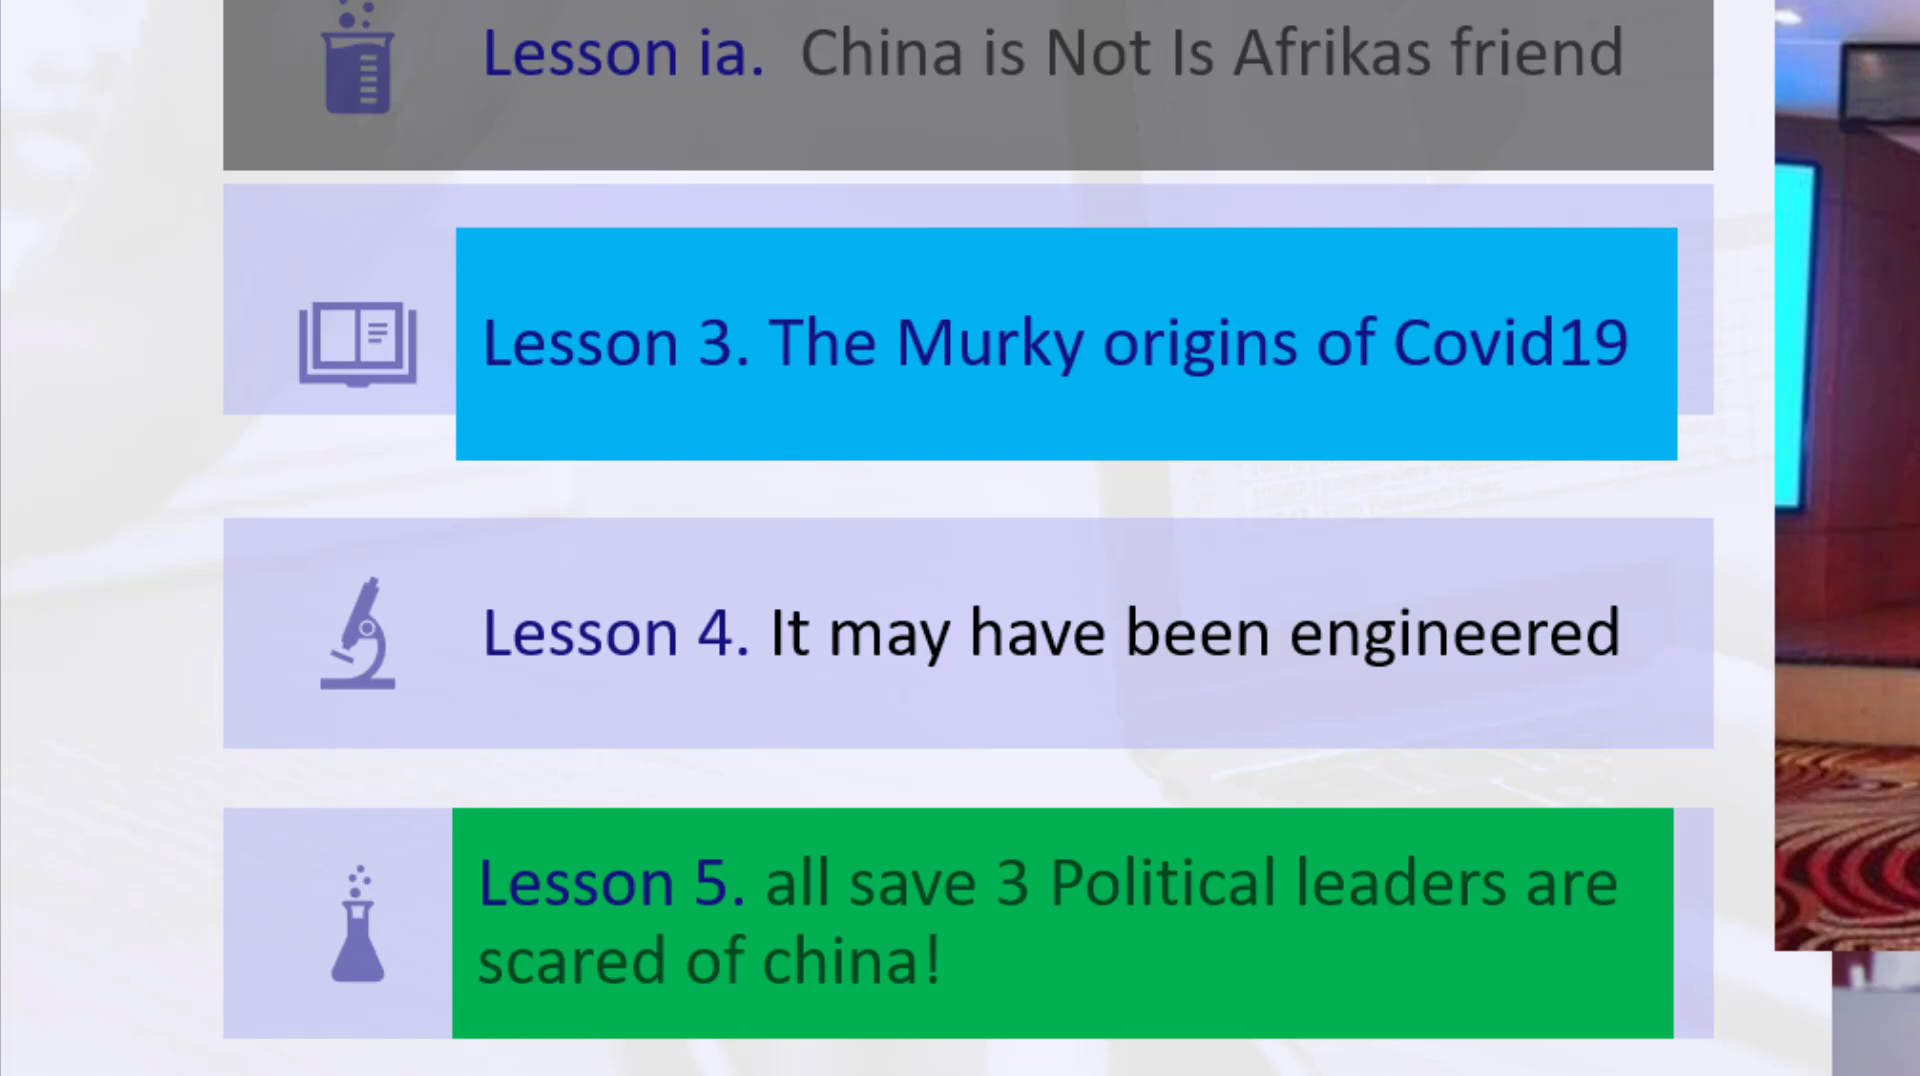 Lesson ia. China is Not Is Afrikas friend
Lesson 3. The Murky origins of Covid19
Lesson 4. It may have been engineered
Lesson 5. all save 3 Political leaders are
scared of china!